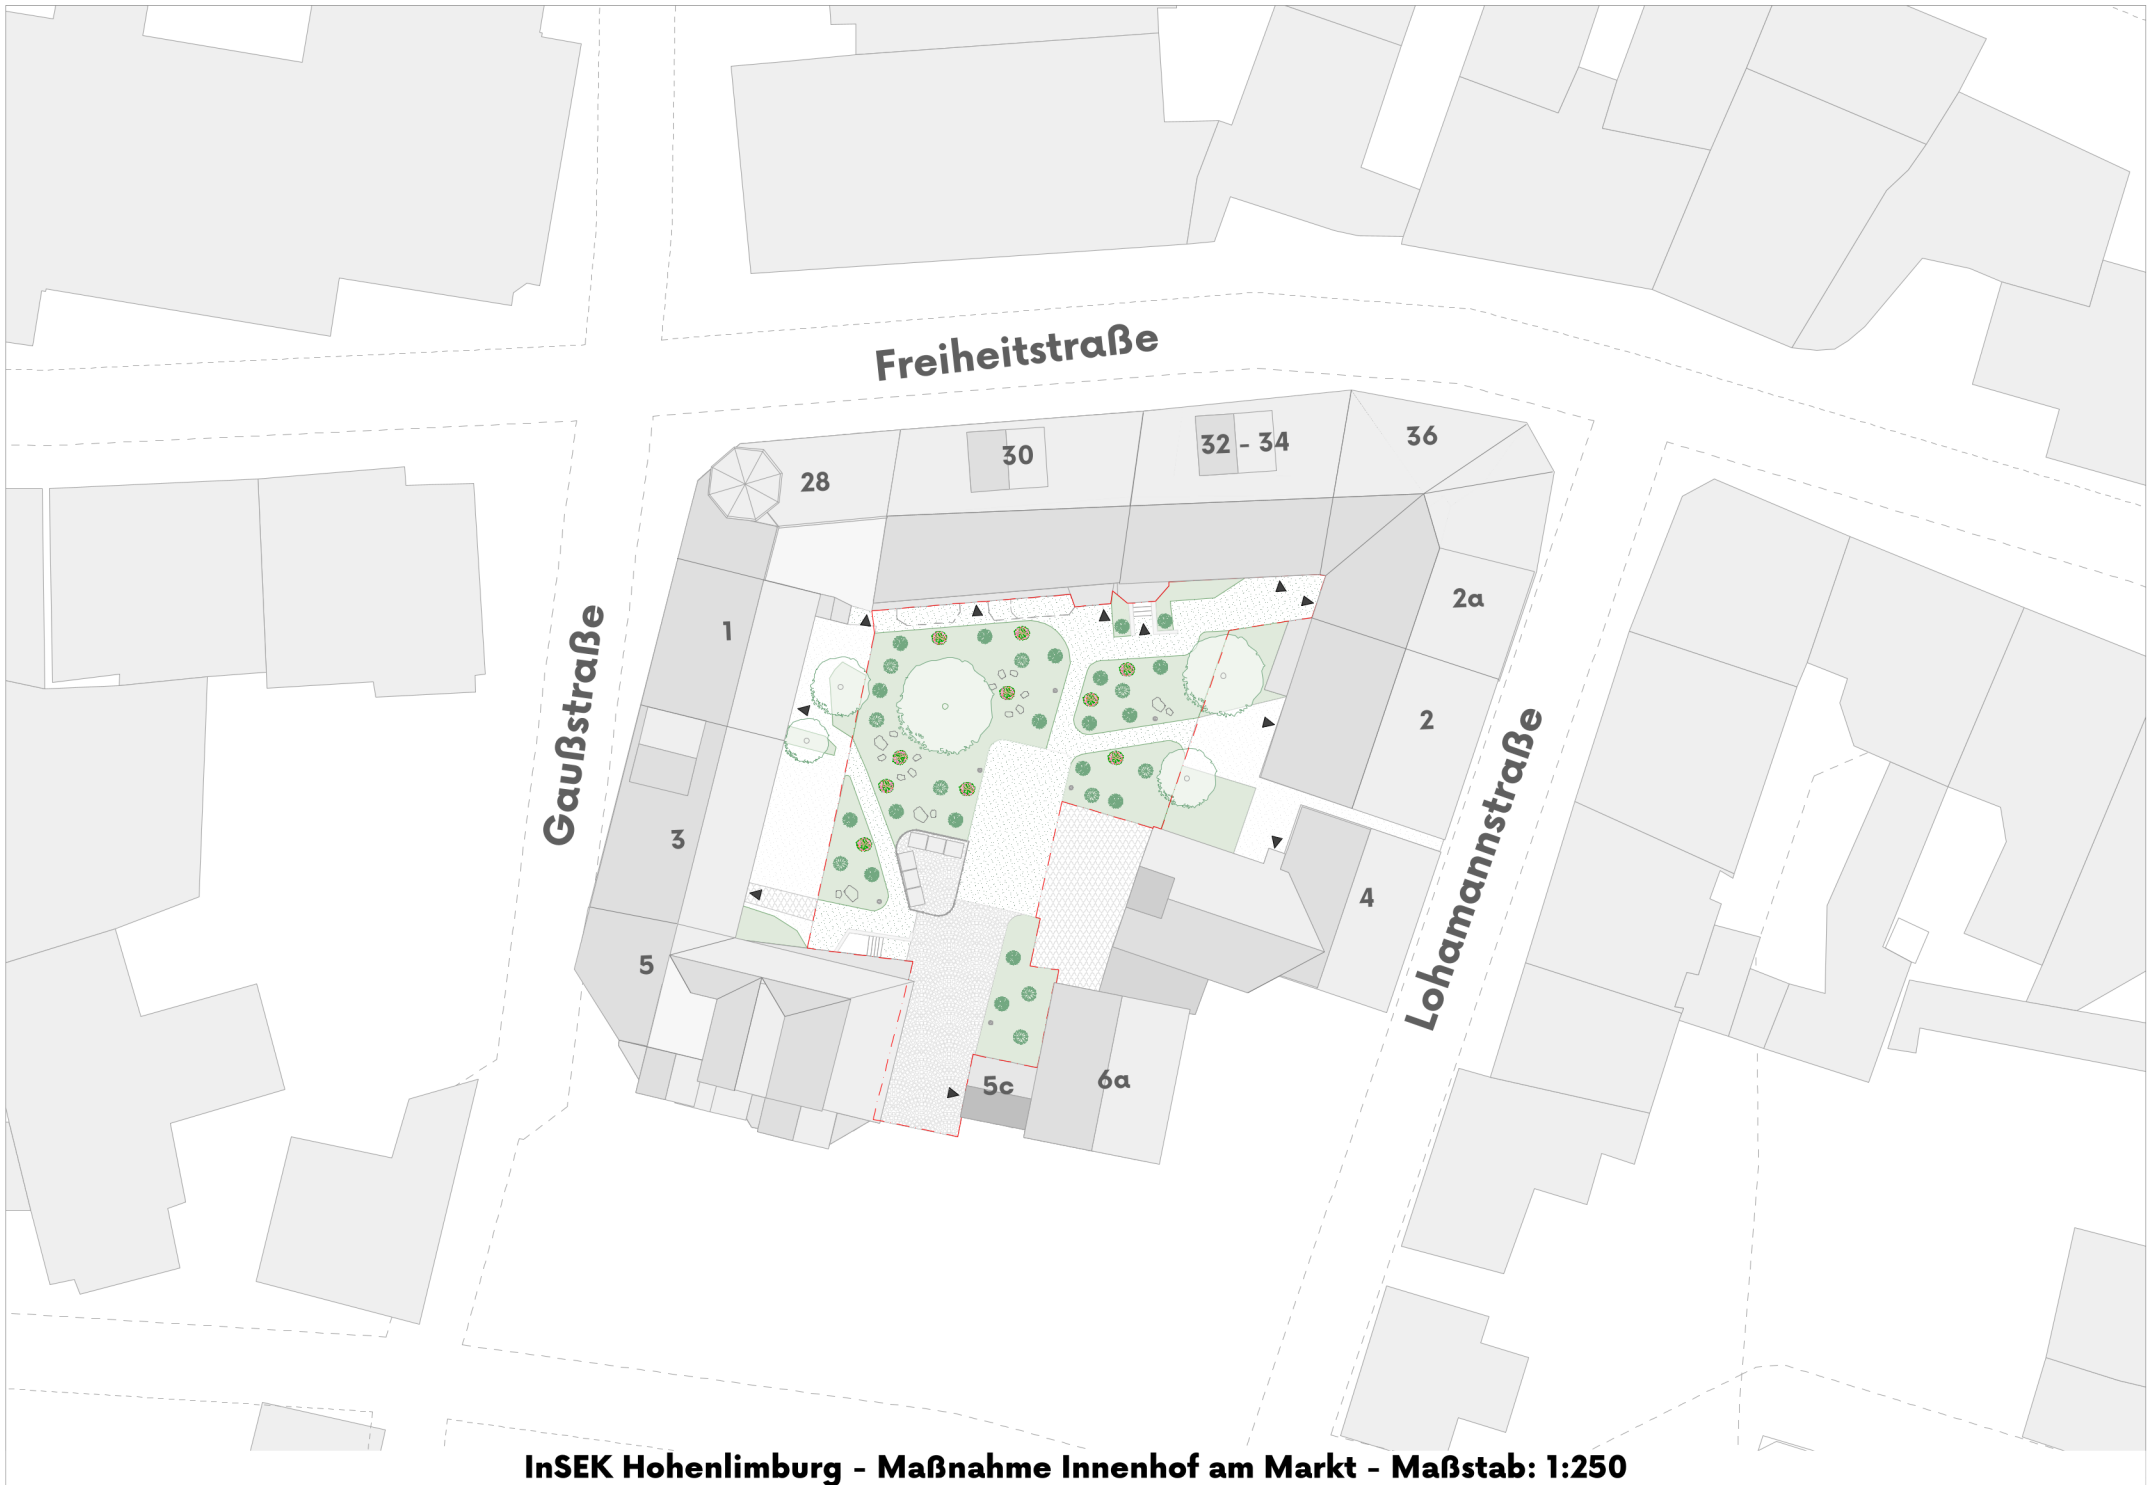 Freiheitstraße
36
32 - 34
30
28
2a
1
2
Gaußstraße
3
Lohamannstraße
4
5
5c
6a
InSEK Hohenlimburg - Maßnahme Innenhof am Markt - Maßstab: 1:250